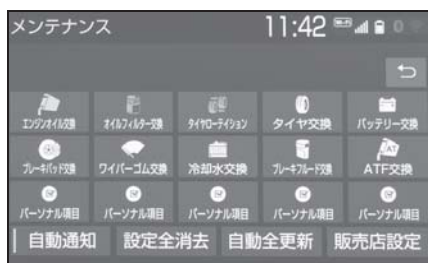 メンテナンス 11:42
エンジンオイル交換 オイルフィルター交換 タイヤローテイション タイヤ交換 バッテリー交換
ブレーキパッド交換 ワイパーゴム交換 冷却水交換 ブレーキフルード交換 ATF交換
パーソナル項目 パーソナル項目 パーソナル項目 パーソナル項目 パーソナル項目
自動通知 設定全消去 自動全更新 販売店設定